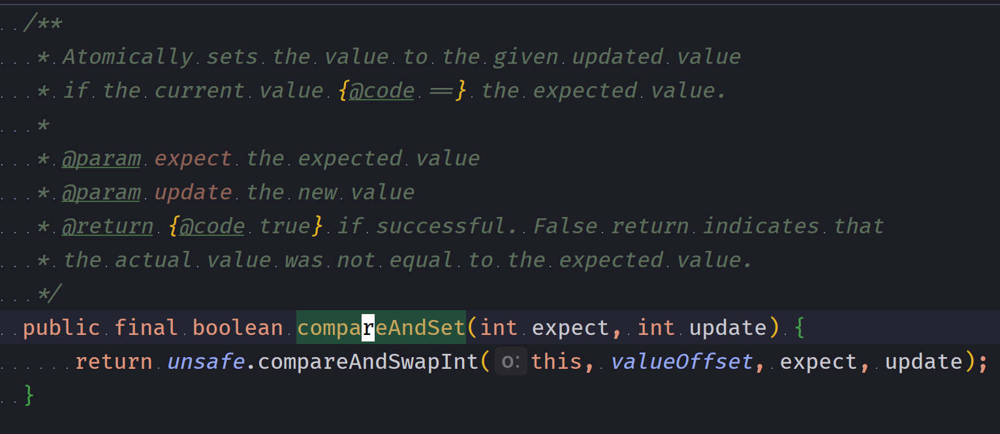 /**
* Atomically sets the value to the given updated value
* if the current value {@code ==} the expected value.
*
* @param expect the expected value
* @param update the new value
* @return {@code true} if successful. False return indicates that
* the actual value was not equal to the expected value.
*/
public final boolean compareAndSet(int expect, int update) {
return unsafe.compareAndSwapInt( o: this, valueOffset, expect, update);
}